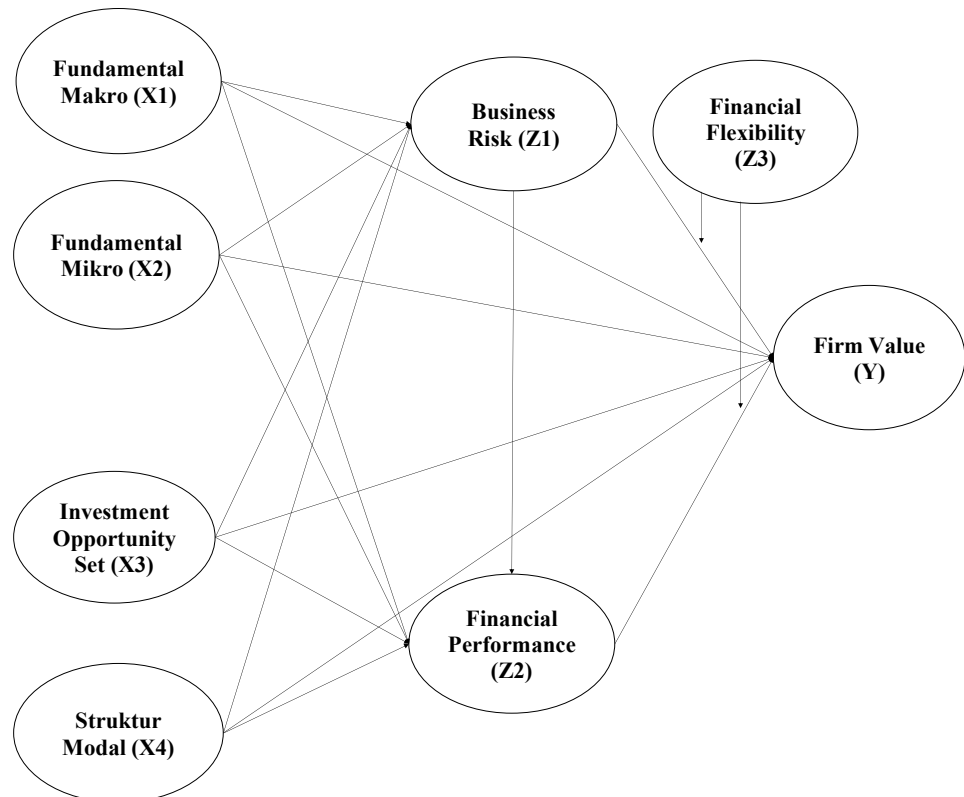 Fundamental
Makro (X1)
Business
Risk (Z1)
Financial
Flexibility
(Z3)
Fundamental
Mikro (X2)
Firm Value
(Y)
Investment
Opportunity
Set (X3)
Financial
Performance
(Z2)
Struktur
Modal (X4)